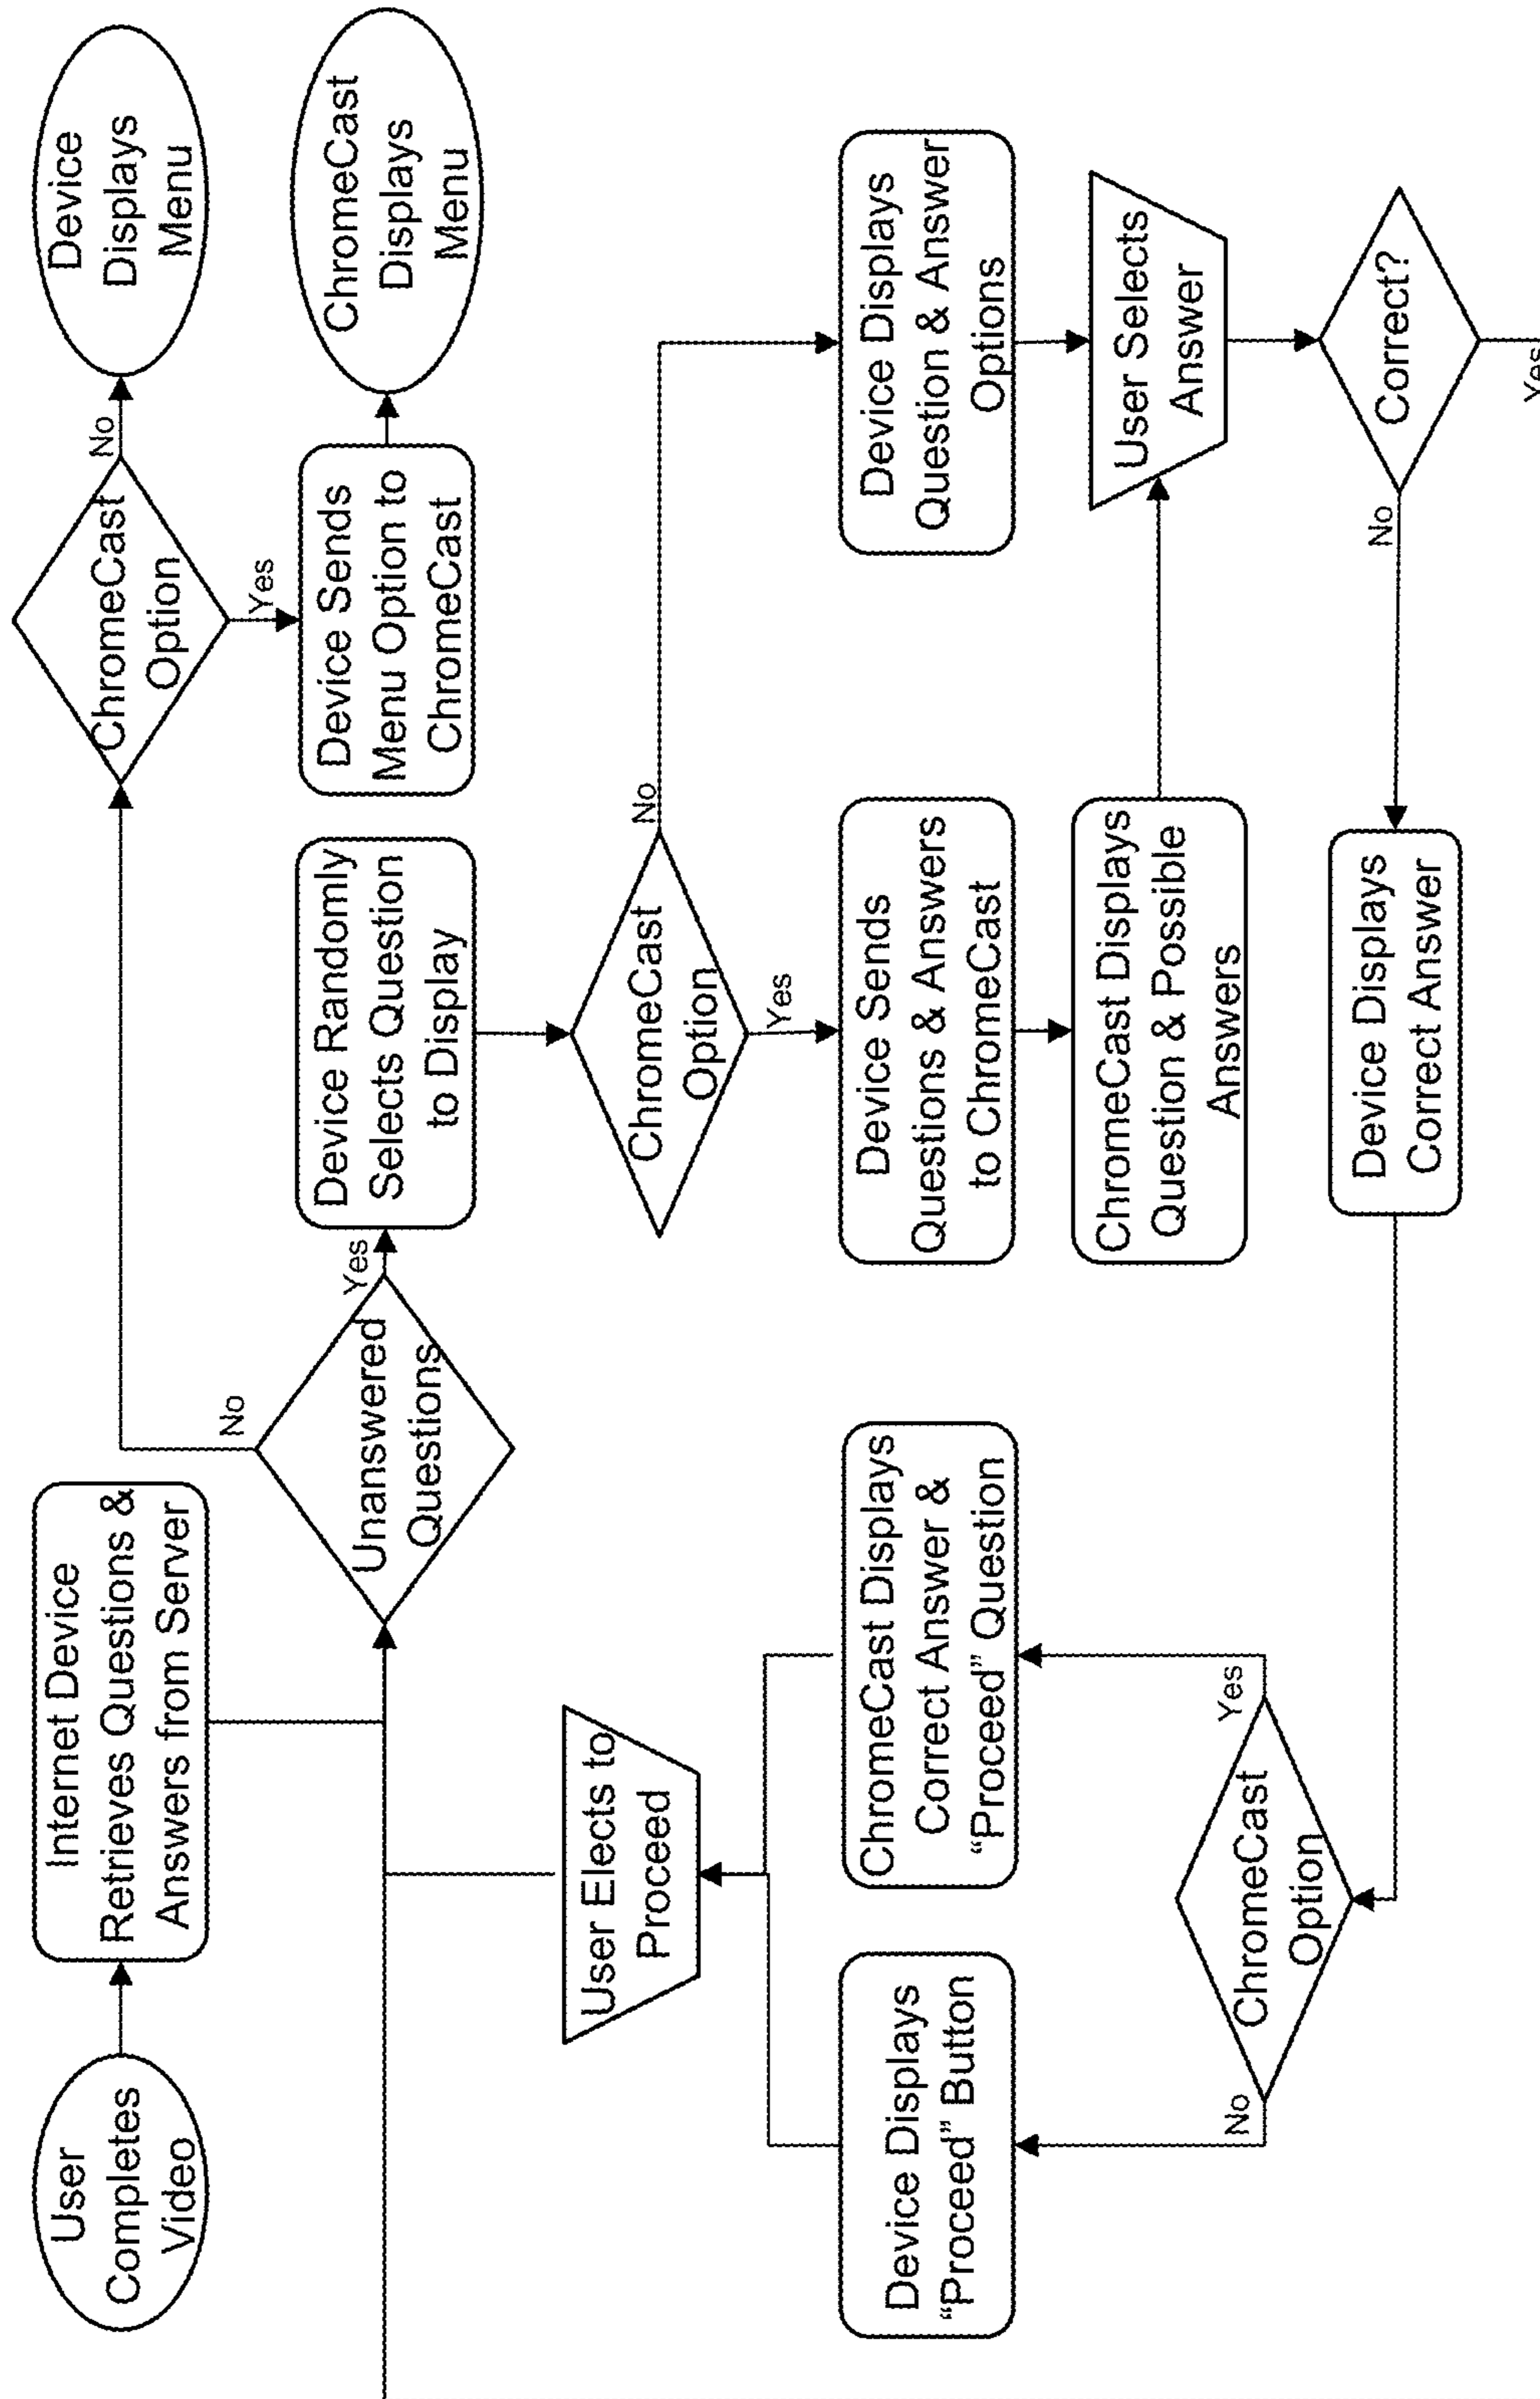 User
Completes
Video
Internet Device
Retrieves Questions &
Answers from Server
ChromeCast
Option
No
Device
Displays
Menu
Yes
No
Unanswered
Questions
Yes
Device Randomly
Selects Question
to Display
Device Sends
Menu Option to
ChromeCast
ChromeCast
Displays
Menu
User Elects to
Proceed
ChromeCast
Option
No
Yes
Device Displays
“Proceed” Button
ChromeCast Displays
Correct Answer &
“Proceed” Question
Device Sends
Questions & Answers
to ChromeCast
Device Displays
Question & Answer
Options
ChromeCast Displays
Question & Possible
Answers
User Selects
Answer
No
ChromeCast
Option
Yes
Device Displays
Correct Answer
No
Correct?
Yes